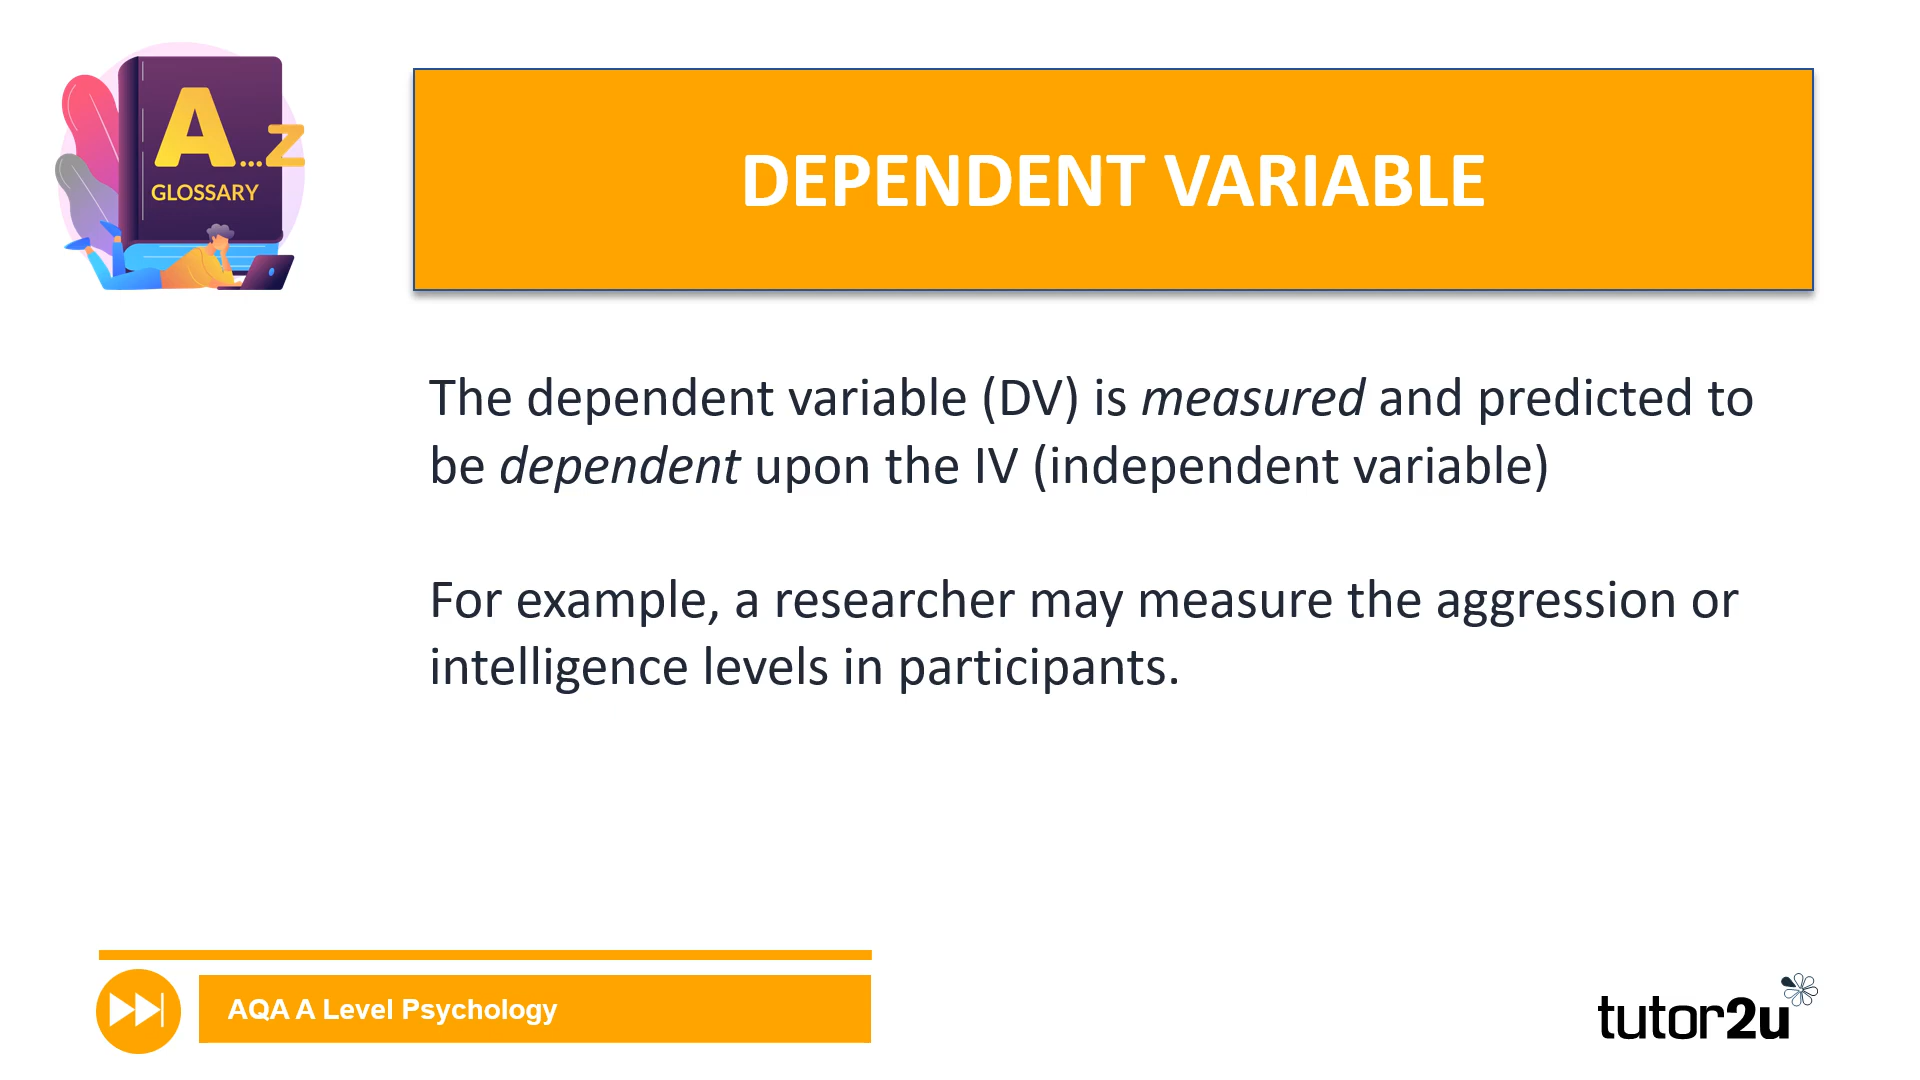 A...Z
GLOSSARY
DEPENDENT VARIABLE
The dependent variable (DV) is measured and predicted to
be dependent upon the IV (independent variable)
For example, a researcher may measure the aggression or
intelligence levels in participants.
AQA A Level Psychology
tutor2u